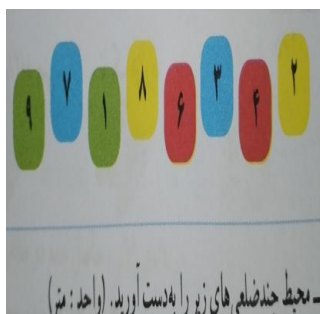 ۹ ۷ ۱ ۸ ۶ ۳ ۴ ۲
ـ محیط چندضلعی های زیر را به‌دست آورید. (واحد : متر)